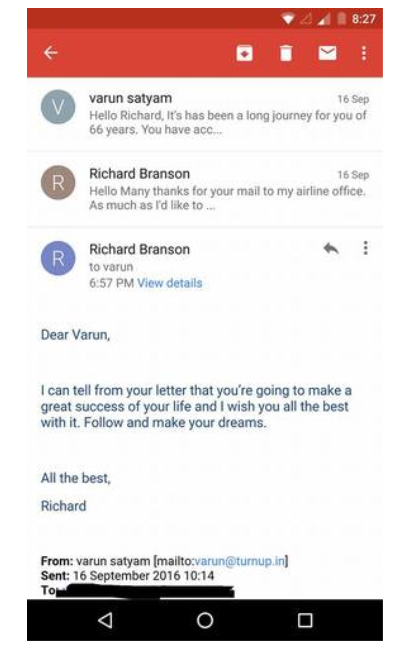 8:27
V
varun satyam
16 Sep
Hello Richard, It's has been a long journey for you of
66 years. You have acc...
R
Richard Branson
16 Sep
Hello Many thanks for your mail to my airline office.
As much as I'd like to ...
R
Richard Branson
to varun
6:57 PM View details
Dear Varun,
I can tell from your letter that you're going to make a
great success of your life and I wish you all the best
with it. Follow and make your dreams.
All the best,
Richard
From: varun satyam [mailto:varun@turnup.in]
Sent: 16 September 2016 10:14
To: